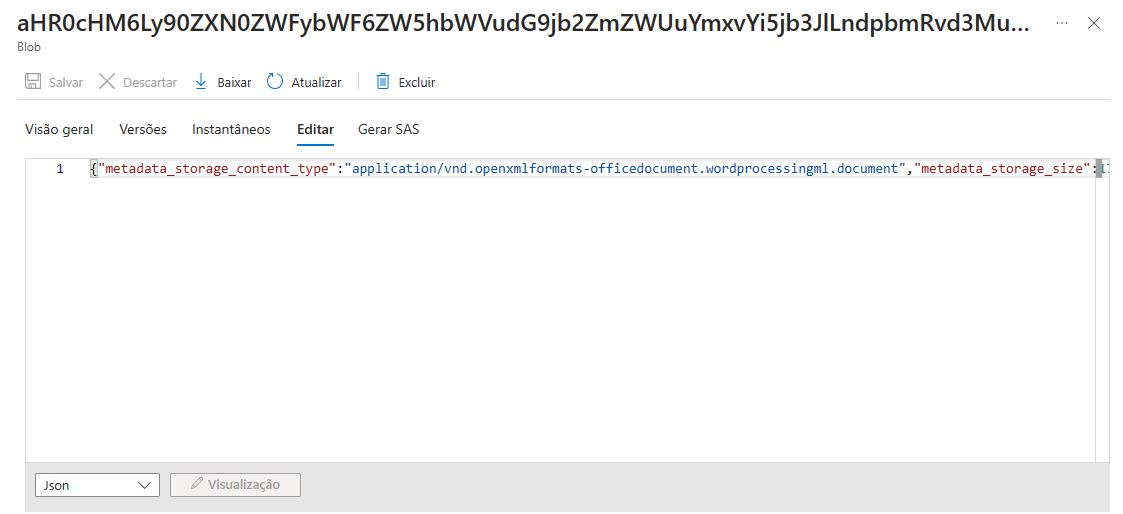 aHR0cHM6Ly90ZXN0ZWFybWF6ZW5hbWVudG9jb2ZmZWUuYmxvYi5jb3JlLndpbmRvd3Mu...
Blob
Salvar Descartar Baixar Atualizar Excluir
Visão geral Versões Instantâneos Editar Gerar SAS
1 {"metadata_storage_content_type":"application/vnd.openxmlformats-officedocument.wordprocessingml.document","metadata_storage_size":
Json Visualização